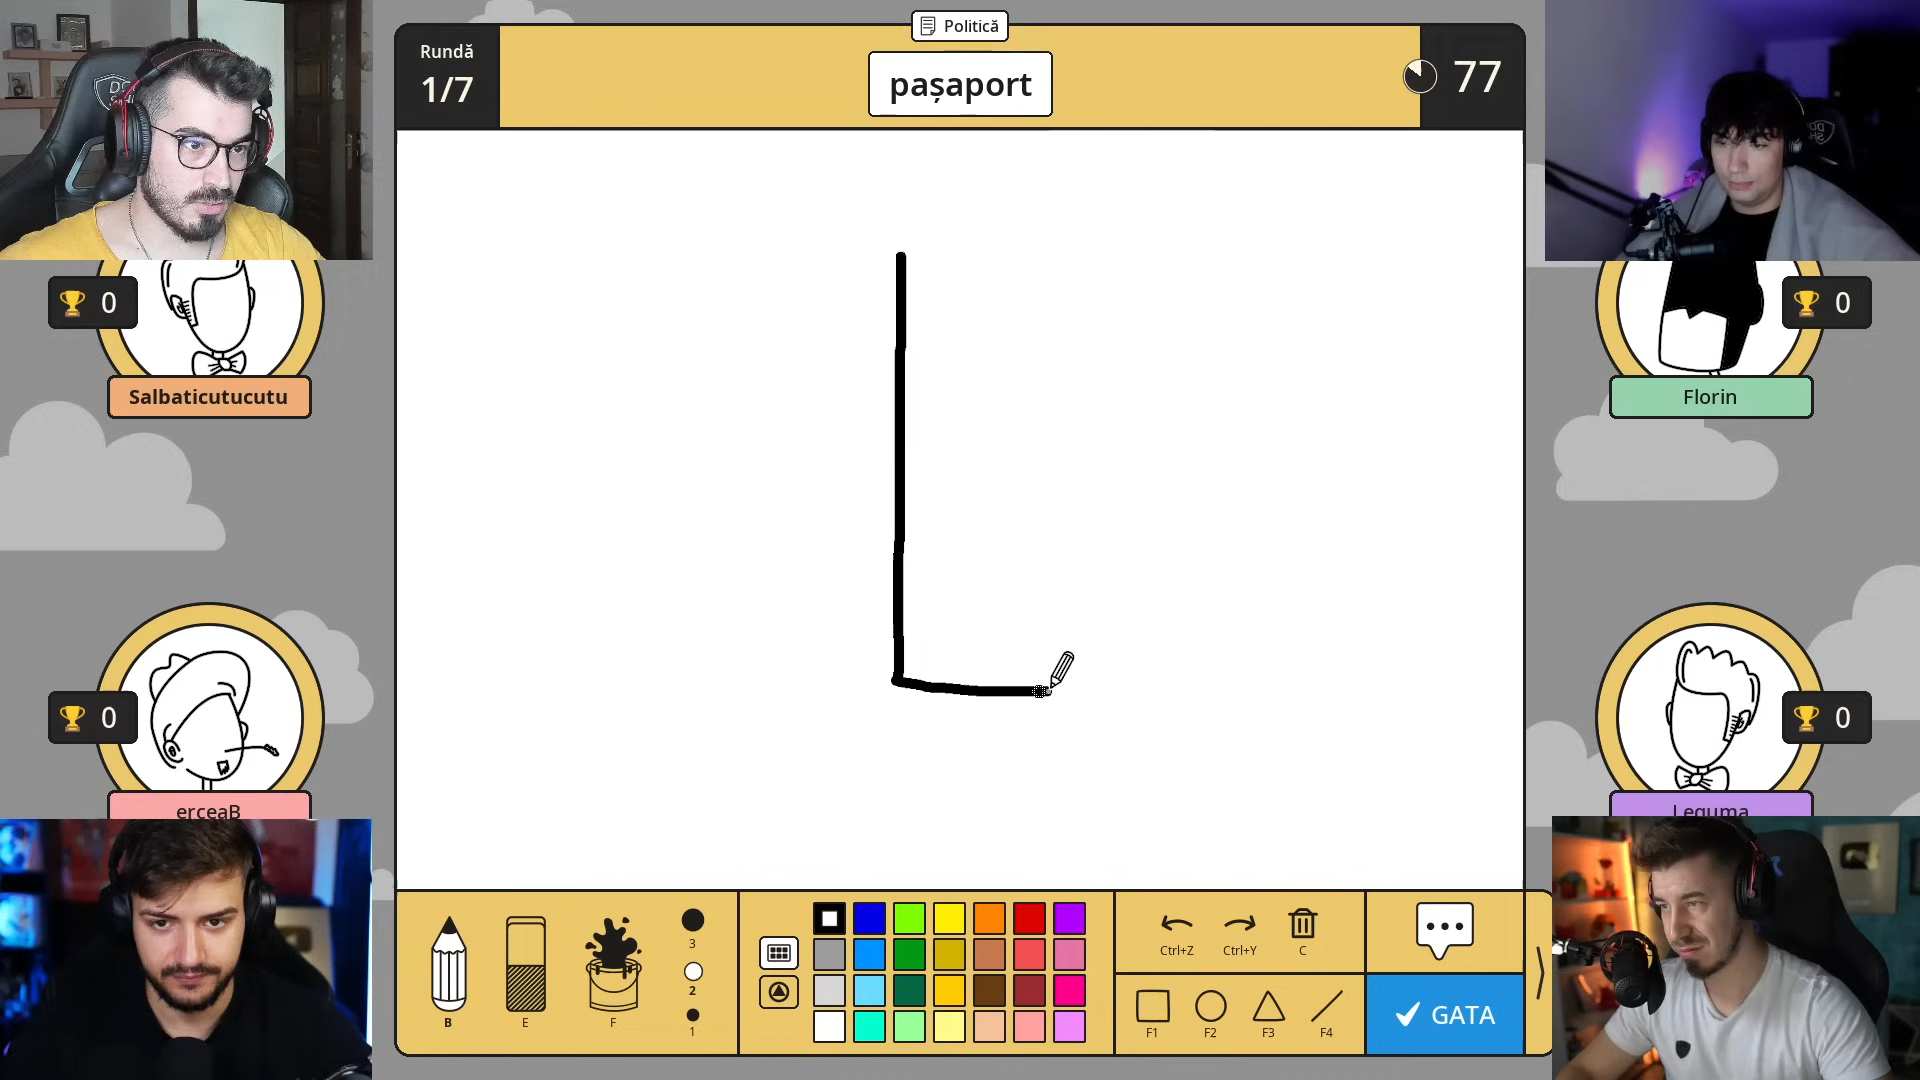 Politică
Rundă
1/7
pașaport
77
0
Salbaticutucutu
0
Florin
0
erceaB
0
Leguma
B
E
F
3
2
1
Ctrl+Z
Ctrl+Y
C
F1
F2
F3
F4
GATA